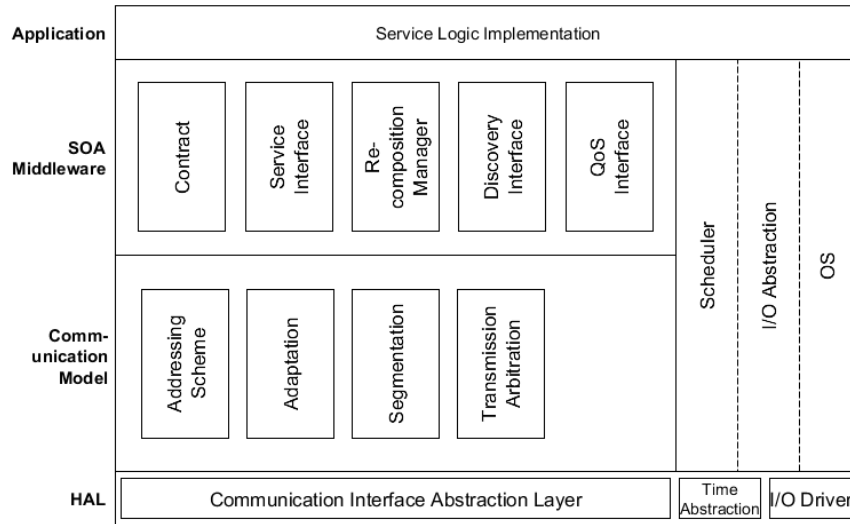 Application
Service Logic Implementation
SOA
Middleware
Contract
Service
Interface
Re-
composition
Manager
Discovery
Interface
QoS
Interface
Scheduler
I/O Abstraction
OS
Comm-
unication
Model
Addressing
Scheme
Adaptation
Segmentation
Transmission
Arbitration
HAL
Communication Interface Abstraction Layer
Time
Abstraction
I/O Driver